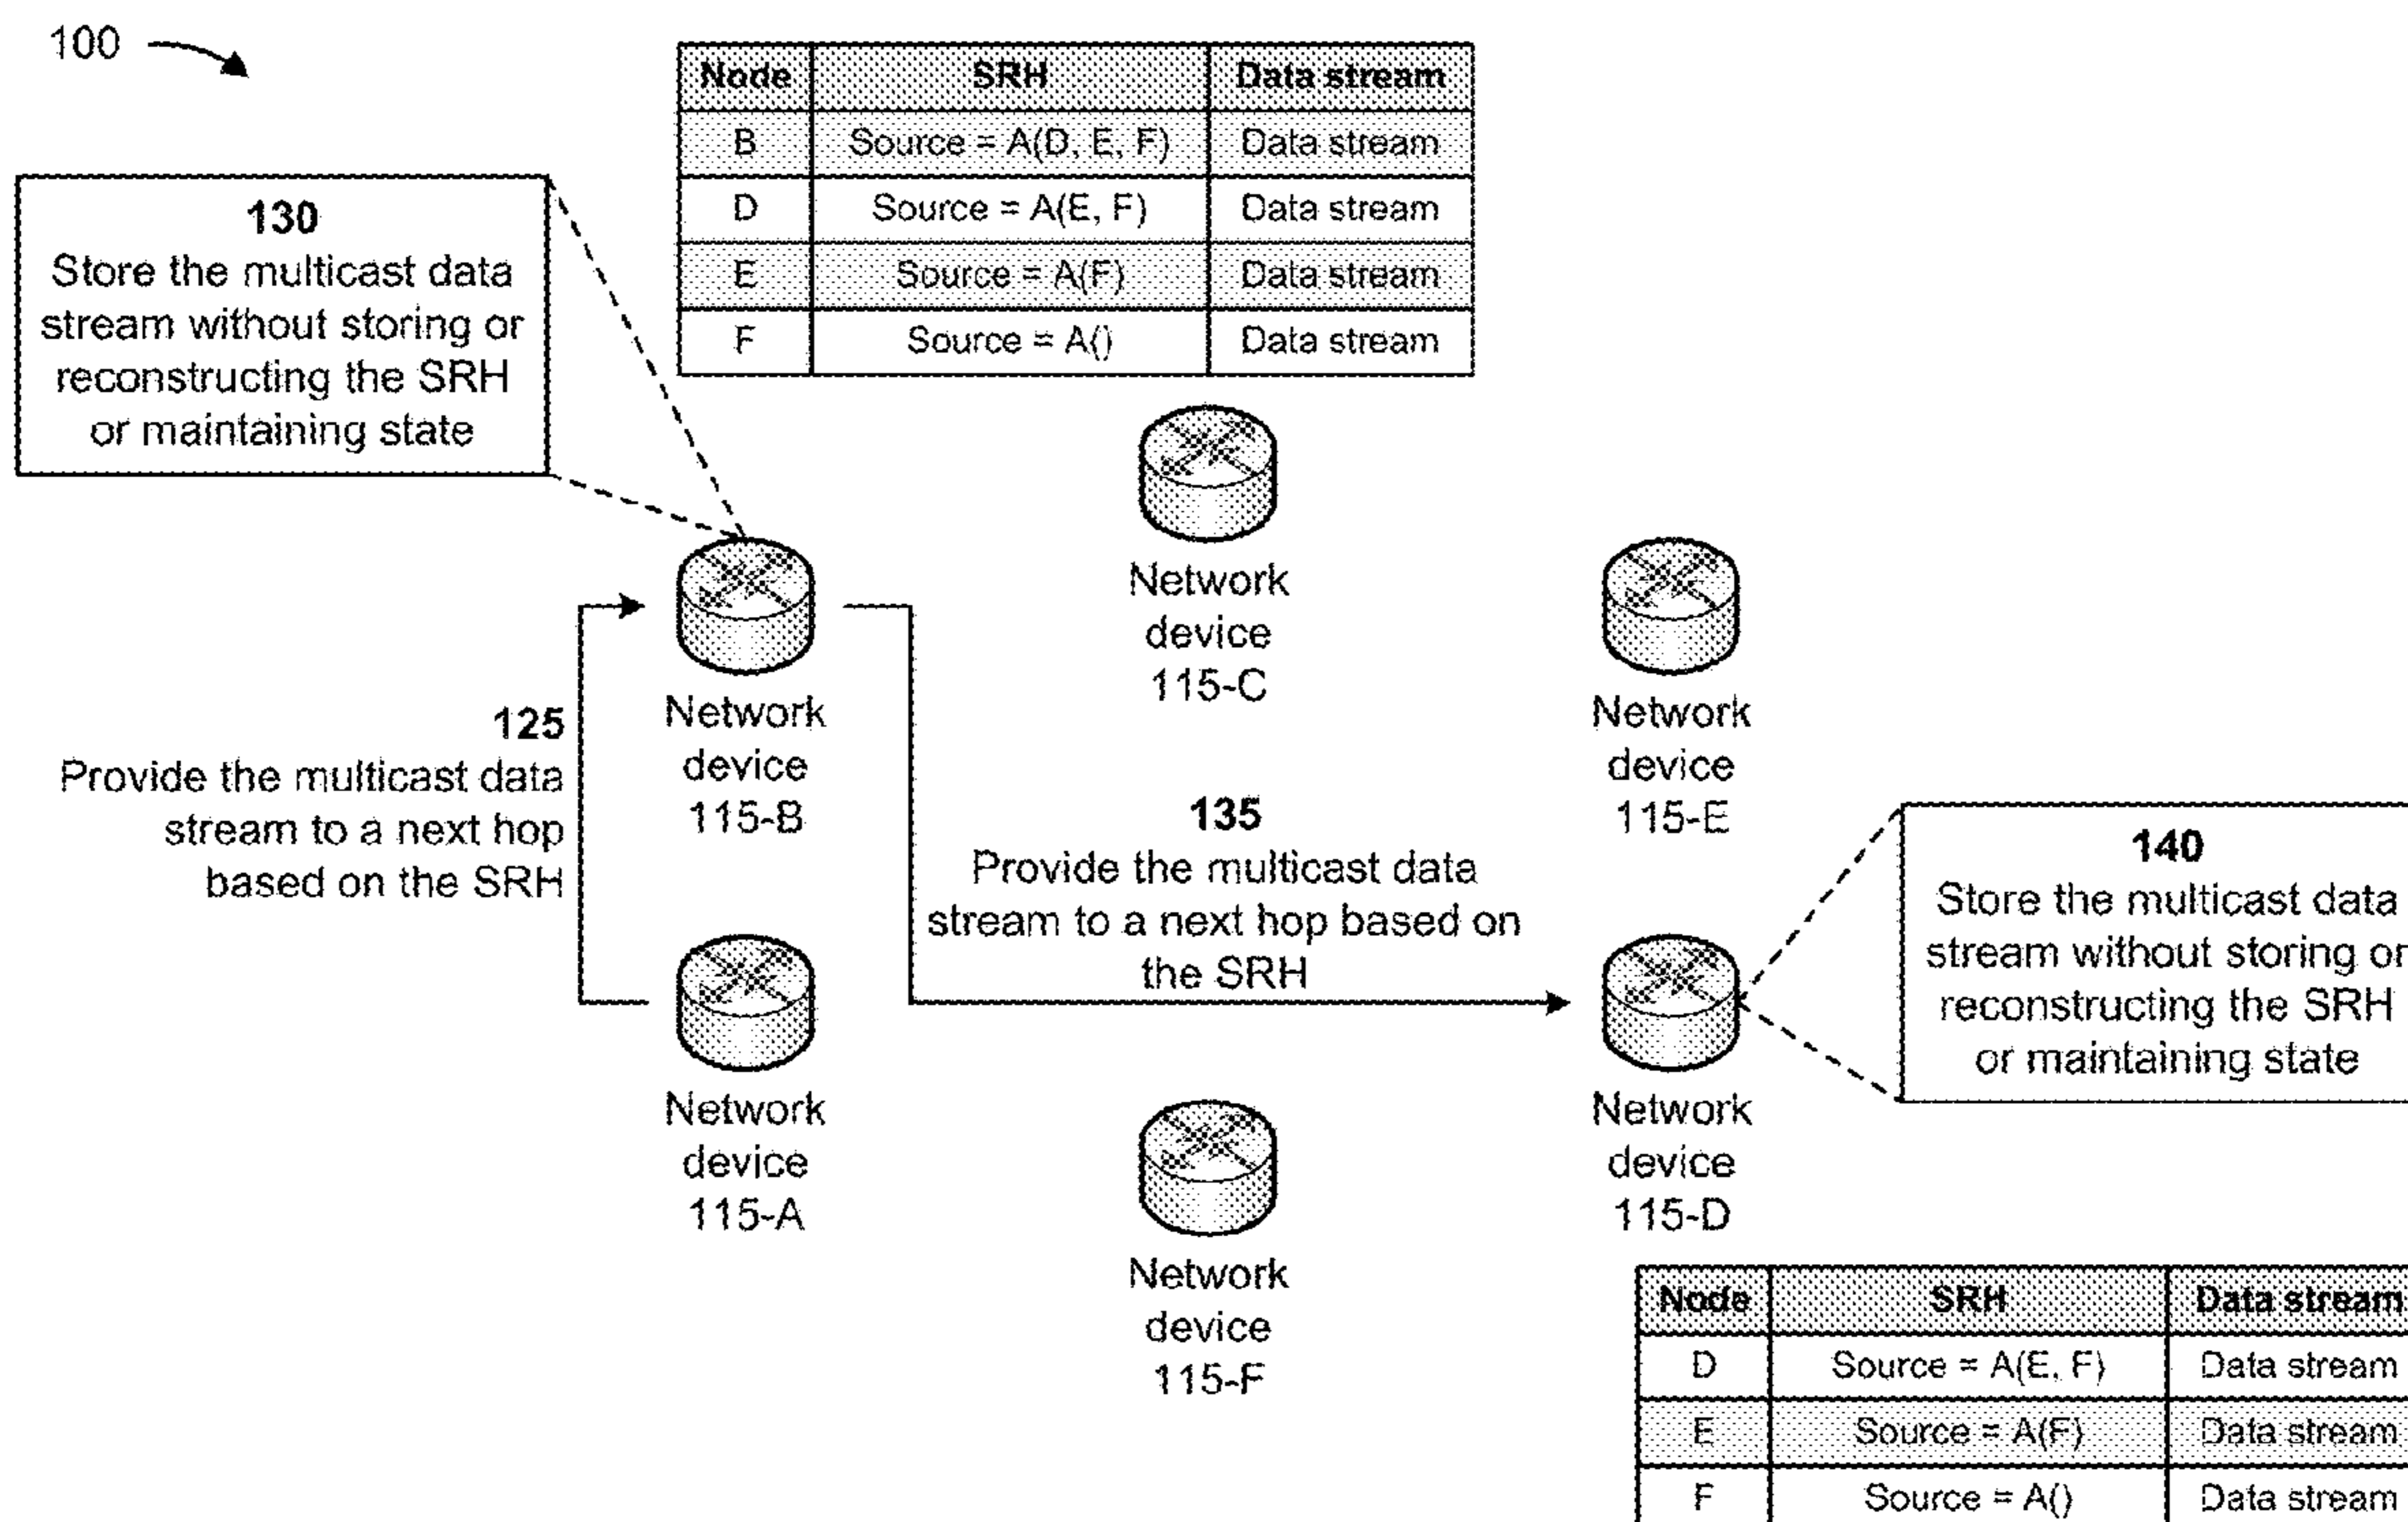 100
Node SRH Data stream
B Source = A(D, E, F) Data stream
D Source = A(E, F) Data stream
E Source = A(F) Data stream
F Source = A() Data stream
130
Store the multicast data
stream without storing or
reconstructing the SRH
or maintaining state
Network
device
115-C
Network
device
115-B
Network
device
115-E
125
Provide the multicast data
stream to a next hop
based on the SRH
135
Provide the multicast data
stream to a next hop based on
the SRH
140
Store the multicast data
stream without storing or
reconstructing the SRH
or maintaining state
Network
device
115-A
Network
device
115-D
Network
device
115-F
Node SRH Data stream
D Source = A(E, F) Data stream
E Source = A(F) Data stream
F Source = A() Data stream